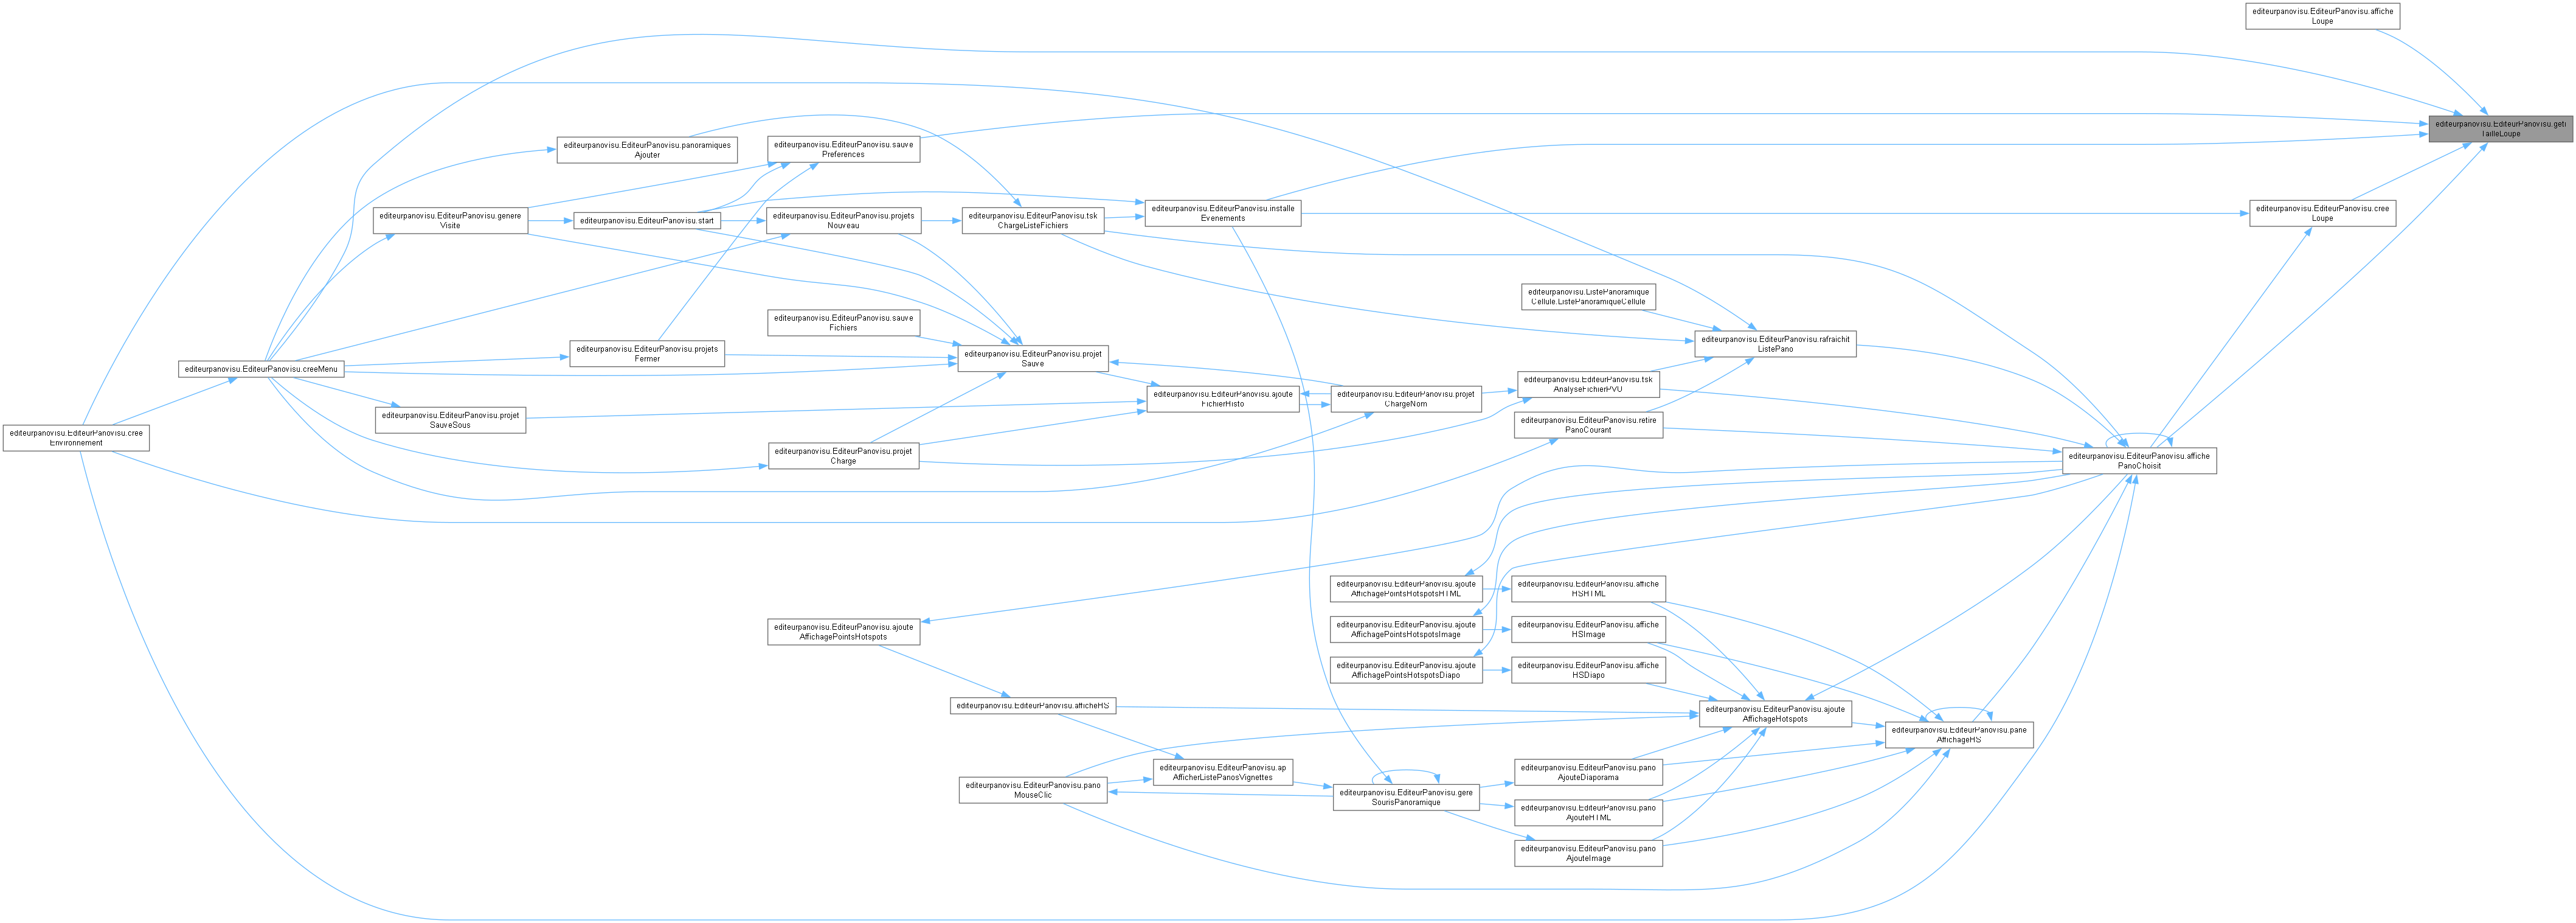 editeurpanovisu.EditeurPanovisu.affiche
Loupe
editeurpanovisu.EditeurPanovisu.geti
TailleLoupe
editeurpanovisu.EditeurPanovisu.panoramiques
Ajouter
editeurpanovisu.EditeurPanovisu.sauve
Preferences
editeurpanovisu.EditeurPanovisu.genere
Visite
editeurpanovisu.EditeurPanovisu.start
editeurpanovisu.EditeurPanovisu.projets
Nouveau
editeurpanovisu.EditeurPanovisu.tsk
ChargeListeFichiers
editeurpanovisu.EditeurPanovisu.installe
Evenements
editeurpanovisu.EditeurPanovisu.cree
Loupe
editeurpanovisu.ListePanoramique
Cellule.ListePanoramiqueCellule
editeurpanovisu.EditeurPanovisu.sauve
Fichiers
editeurpanovisu.EditeurPanovisu.rafraichit
ListePano
editeurpanovisu.EditeurPanovisu.projets
Fermer
editeurpanovisu.EditeurPanovisu.projet
Sauve
editeurpanovisu.EditeurPanovisu.creeMenu
editeurpanovisu.EditeurPanovisu.tsk
AnalyseFichierPVU
editeurpanovisu.EditeurPanovisu.ajoute
FichierHisto
editeurpanovisu.EditeurPanovisu.projet
ChargeNom
editeurpanovisu.EditeurPanovisu.projet
SauveSous
editeurpanovisu.EditeurPanovisu.retire
PanoCourant
editeurpanovisu.EditeurPanovisu.cree
Environnement
editeurpanovisu.EditeurPanovisu.projet
Charge
editeurpanovisu.EditeurPanovisu.affiche
PanoChoisit
editeurpanovisu.EditeurPanovisu.ajoute
AffichagePointsHotspotsHTML
editeurpanovisu.EditeurPanovisu.affiche
HSHTML
editeurpanovisu.EditeurPanovisu.ajoute
AffichagePointsHotspots
editeurpanovisu.EditeurPanovisu.ajoute
AffichagePointsHotspotsImage
editeurpanovisu.EditeurPanovisu.affiche
HSImage
editeurpanovisu.EditeurPanovisu.ajoute
AffichagePointsHotspotsDiapo
editeurpanovisu.EditeurPanovisu.affiche
HSDiapo
editeurpanovisu.EditeurPanovisu.afficheHS
editeurpanovisu.EditeurPanovisu.ajoute
AffichageHotspots
editeurpanovisu.EditeurPanovisu.pane
AffichageHS
editeurpanovisu.EditeurPanovisu.ap
AfficherListePanosVignettes
editeurpanovisu.EditeurPanovisu.pano
AjouteDiaporama
editeurpanovisu.EditeurPanovisu.pano
MouseClic
editeurpanovisu.EditeurPanovisu.gere
SourisPanoramique
editeurpanovisu.EditeurPanovisu.pano
AjouteHTML
editeurpanovisu.EditeurPanovisu.pano
AjouteImage